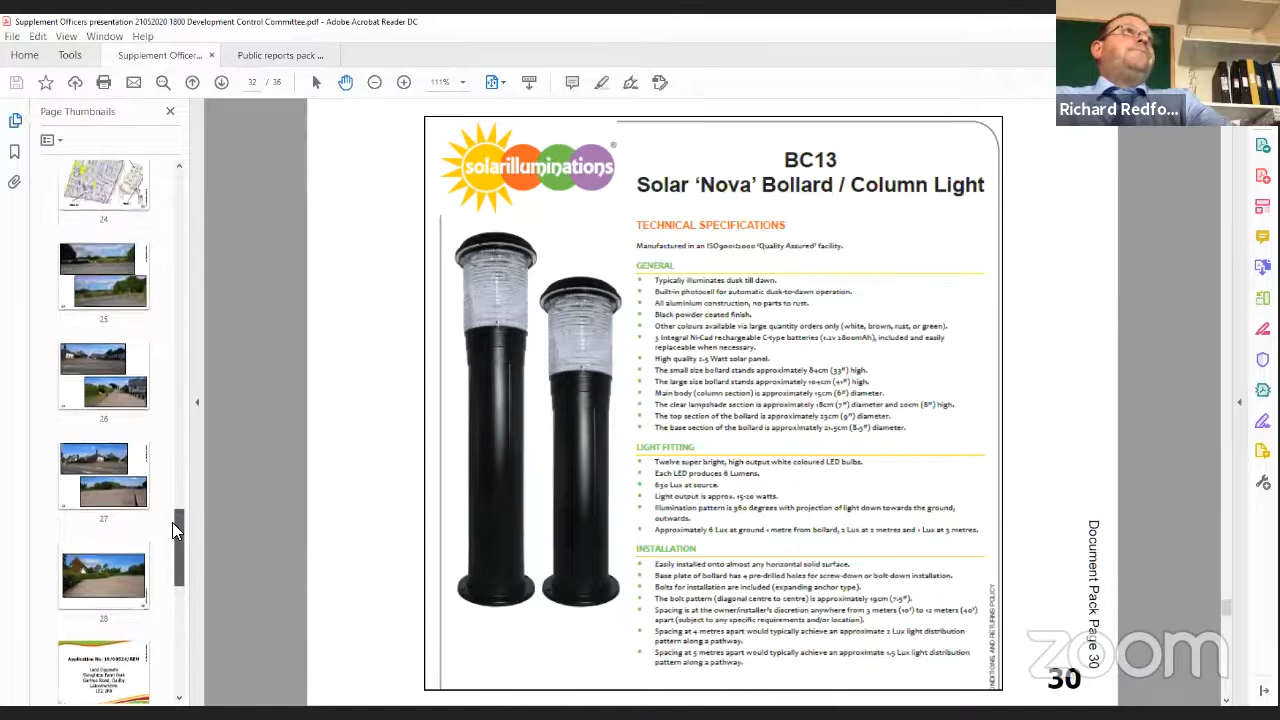 Supplement Officers presentation 21052020 1800 Development Control Committee.pdf - Adobe Acrobat Reader DC
File Edit View Window Help
Home Tools Supplement Officer... × Public reports pack ...
32 / 36 111%
Page Thumbnails ×
24
25
26
27
28
Application No. 19/00524/REM
Richard Redfo...
solarilluminations®
BC13
Solar ‘Nova’ Bollard / Column Light
TECHNICAL SPECIFICATIONS
Manufactured in an ISO9001:2000 ‘Quality Assured’ facility.
GENERAL
Typically illuminates dusk till dawn.
Built-in photocell for automatic dusk-to-dawn operation.
All aluminium construction, no parts to rust.
Black powder coated finish.
Other colours available via large quantity orders only (white, brown, rust, or green).
3 Integral Ni-Cad rechargeable C-type batteries (1.2v 2800mAh), included and easily
replaceable when necessary.
High quality 2.5 Watt solar panel.
The small size bollard stands approximately 84cm (33") high.
The large size bollard stands approximately 104cm (41") high.
Main body (column section) is approximately 15cm (6") diameter.
The clear lampshade section is approximately 18cm (7") diameter and 20cm (8") high.
The top section of the bollard is approximately 23cm (9") diameter.
The base section of the bollard is approximately 21.5cm (8.5") diameter.
LIGHT FITTING
Twelve super bright, high output white coloured LED bulbs.
Each LED produces 6 Lumens.
630 Lux at source.
Light output is approx. 15-20 watts.
Illumination pattern is 360 degrees with projection of light down towards the ground,
outwards.
Approximately 6 Lux at ground 1 metre from bollard, 2 Lux at 2 metres and 1 Lux at 3 metres.
INSTALLATION
Easily installed onto almost any horizontal solid surface.
Base plate of bollard has 4 pre-drilled holes for screw-down or bolt-down installation.
Bolts for installation are included (expanding anchor type).
The bolt pattern (diagonal centre to centre) is approximately 19cm (7.5").
Spacing is at the owner/installer's discretion anywhere from 3 meters (10') to 12 meters (40')
apart (subject to any specific requirements and/or location).
Spacing at 4 metres apart would typically achieve an approximate 2 Lux light distribution
pattern along a pathway.
Spacing at 5 metres apart would typically achieve an approximate 1.5 Lux light distribution
pattern along a pathway.
NDITIONS, AND RETURNS POLICY
Document Pack Page 30
30
zoom